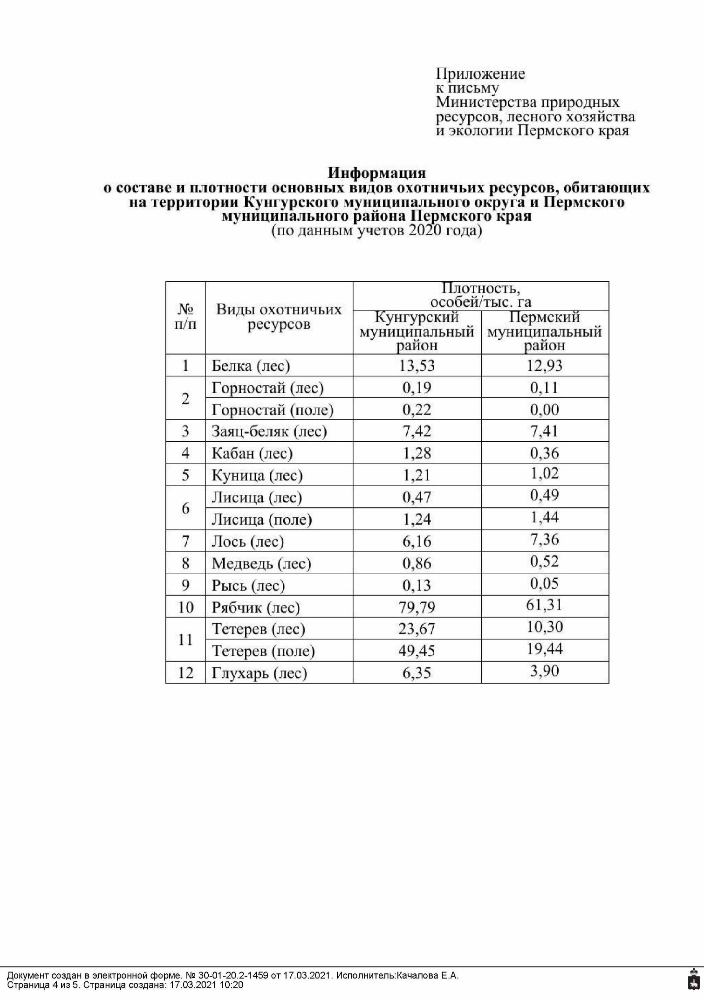 Приложение
к письму
Министерства природных
ресурсов, лесного хозяйства
и экологии Пермского края
Информация
о составе и плотности основных видов охотничьих ресурсов, обитающих
на территории Кунгурского муниципального округа и Пермского
муниципального района Пермского края
(по данным учетов 2020 года)
№ п/п Виды охотничьих ресурсов Плотность, особей/тыс. га
Кунгурский муниципальный район Пермский муниципальный район
1 Белка (лес) 13,53 12,93
2 Горностай (лес) 0,19 0,11
Горностай (поле) 0,22 0,00
3 Заяц-беляк (лес) 7,42 7,41
4 Кабан (лес) 1,28 0,36
5 Куница (лес) 1,21 1,02
6 Лисица (лес) 0,47 0,49
Лисица (поле) 1,24 1,44
7 Лось (лес) 6,16 7,36
8 Медведь (лес) 0,86 0,52
9 Рысь (лес) 0,13 0,05
10 Рябчик (лес) 79,79 61,31
11 Тетерев (лес) 23,67 10,30
Тетерев (поле) 49,45 19,44
12 Глухарь (лес) 6,35 3,90
Документ создан в электронной форме. № 30-01-20.2-1459 от 17.03.2021. Исполнитель:Качалова Е.А.
Страница 4 из 5. Страница создана: 17.03.2021 10:20